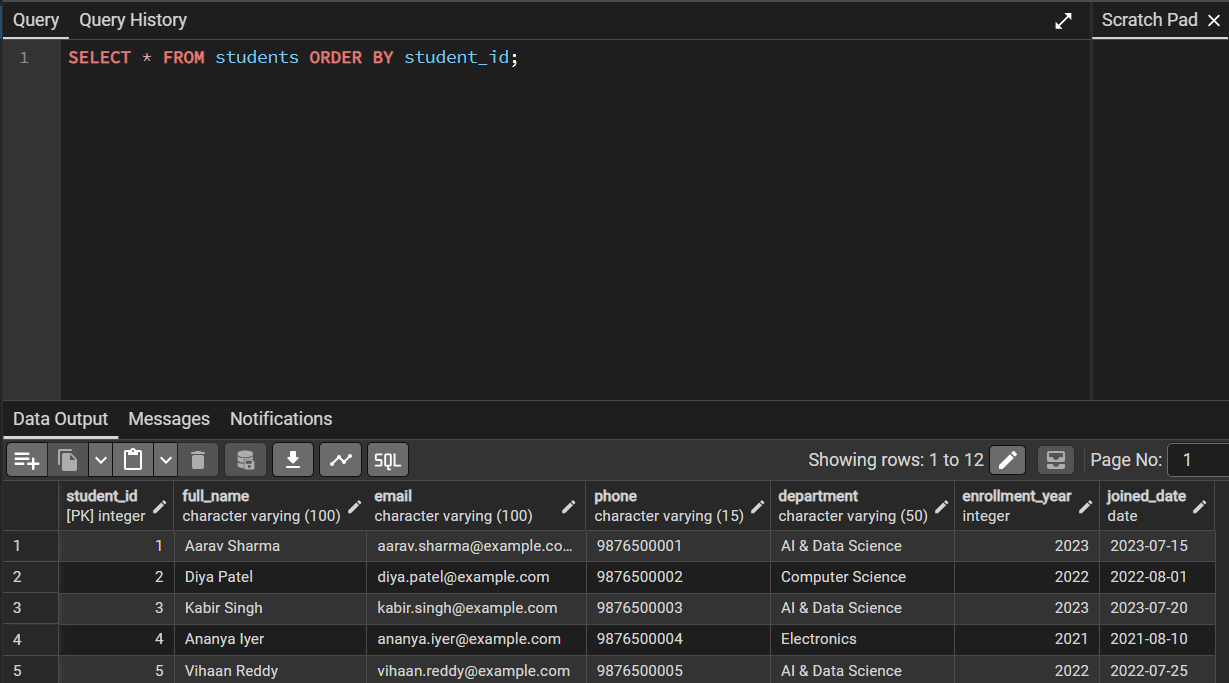 Query Query History Scratch Pad
1 SELECT * FROM students ORDER BY student_id;
Data Output Messages Notifications
SQL Showing rows: 1 to 12 Page No: 1
student_id full_name email phone department enrollment_year joined_date
[PK] integer character varying (100) character varying (100) character varying (15) character varying (50) integer date
1 1 Aarav Sharma aarav.sharma@example.co... 9876500001 AI & Data Science 2023 2023-07-15
2 2 Diya Patel diya.patel@example.com 9876500002 Computer Science 2022 2022-08-01
3 3 Kabir Singh kabir.singh@example.com 9876500003 AI & Data Science 2023 2023-07-20
4 4 Ananya Iyer ananya.iyer@example.com 9876500004 Electronics 2021 2021-08-10
5 5 Vihaan Reddy vihaan.reddy@example.com 9876500005 AI & Data Science 2022 2022-07-25